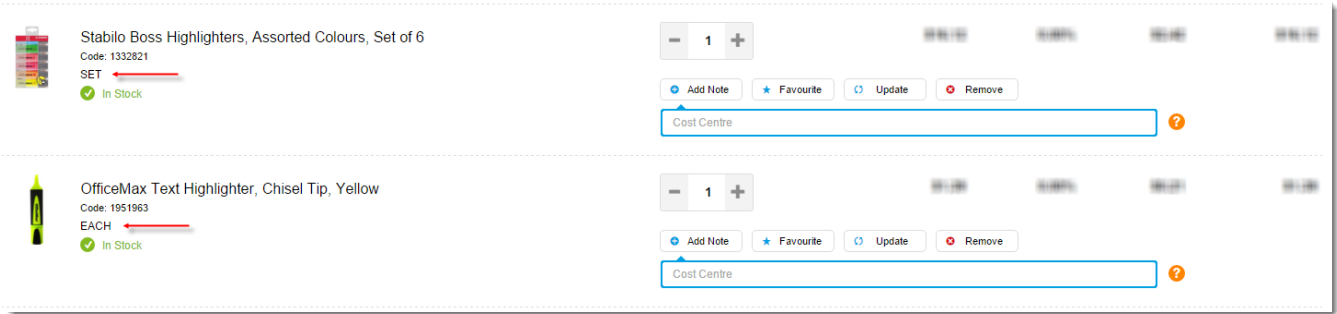 Stabilo Boss Highlighters, Assorted Colours, Set of 6
Code: 1332821
SET
In Stock
1
Add Note
Favourite
Update
Remove
Cost Centre
?
OfficeMax Text Highlighter, Chisel Tip, Yellow
Code: 1951963
EACH
In Stock
1
Add Note
Favourite
Update
Remove
Cost Centre
?